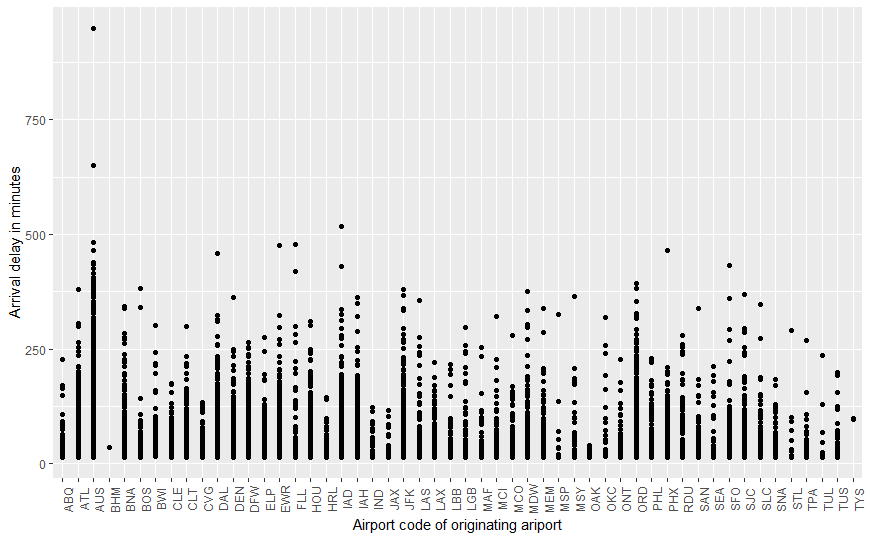 Arrival delay in minutes
750
500
250
0
ABQ ATL AUS BHM BNA BOS BWI CLE CLT CVG DAL DEN DFW ELP EWR FLL HOU HRL IAD IAH IND JAX JFK LAS LAX LBB LGB MAF MCI MCO MDW MEM MSP MSY OAK OKC ONT ORD PHL PHX RDU SAN SEA SFO SJC SLC SNA STL TPA TUL TUS TYS
Airport code of originating ariport